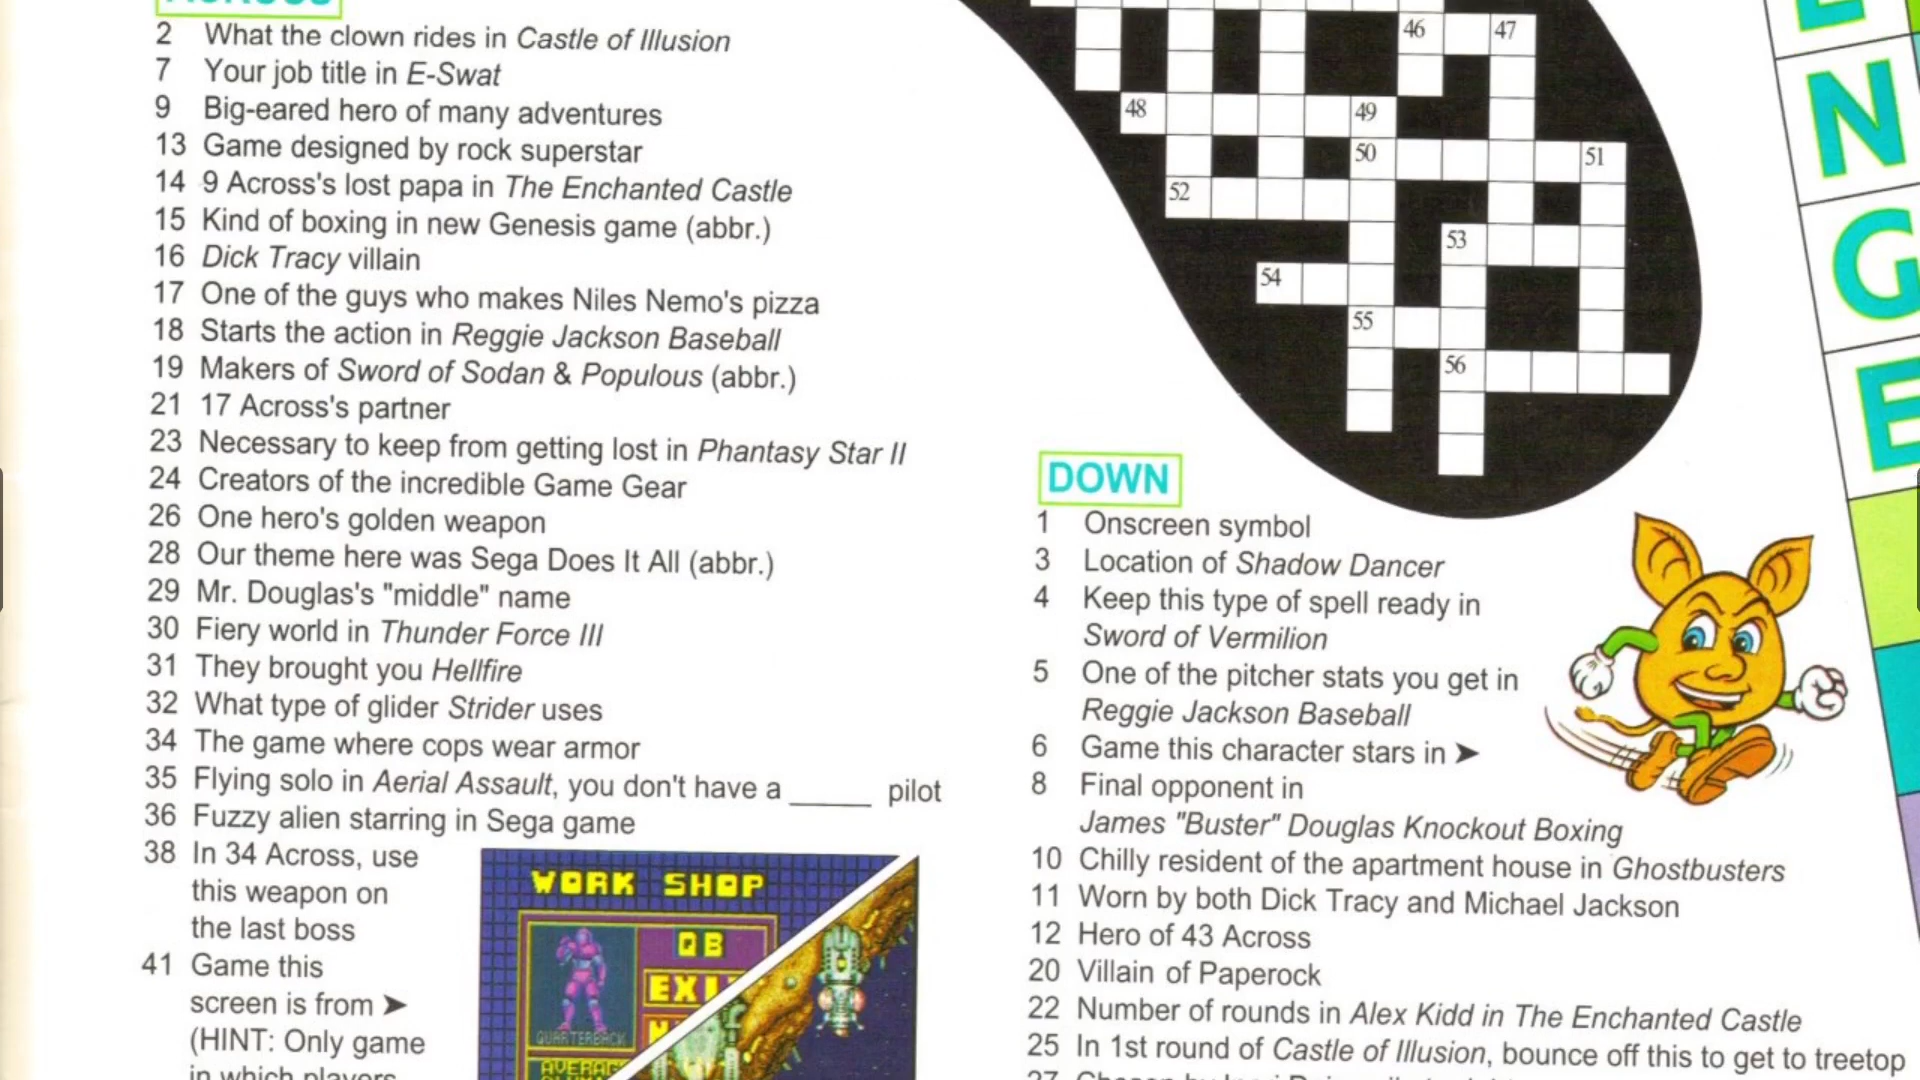 ACROSS
2 What the clown rides in Castle of Illusion
7 Your job title in E-Swat
9 Big-eared hero of many adventures
13 Game designed by rock superstar
14 9 Across's lost papa in The Enchanted Castle
15 Kind of boxing in new Genesis game (abbr.)
16 Dick Tracy villain
17 One of the guys who makes Niles Nemo's pizza
18 Starts the action in Reggie Jackson Baseball
19 Makers of Sword of Sodan & Populous (abbr.)
21 17 Across's partner
23 Necessary to keep from getting lost in Phantasy Star II
24 Creators of the incredible Game Gear
26 One hero's golden weapon
28 Our theme here was Sega Does It All (abbr.)
29 Mr. Douglas's "middle" name
30 Fiery world in Thunder Force III
31 They brought you Hellfire
32 What type of glider Strider uses
34 The game where cops wear armor
35 Flying solo in Aerial Assault, you don't have a _____ pilot
36 Fuzzy alien starring in Sega game
38 In 34 Across, use
this weapon on
the last boss
41 Game this
screen is from ➤
(HINT: Only game
in which players
WORK SHOP
QB
EXI
QUARTERBACK
AVERAG
46 47
48 49
50 51
52
53
54
55
56
DOWN
1 Onscreen symbol
3 Location of Shadow Dancer
4 Keep this type of spell ready in
Sword of Vermilion
5 One of the pitcher stats you get in
Reggie Jackson Baseball
6 Game this character stars in ➤
8 Final opponent in
James "Buster" Douglas Knockout Boxing
10 Chilly resident of the apartment house in Ghostbusters
11 Worn by both Dick Tracy and Michael Jackson
12 Hero of 43 Across
20 Villain of Paperock
22 Number of rounds in Alex Kidd in The Enchanted Castle
25 In 1st round of Castle of Illusion, bounce off this to get to treetop
E
N
G
E